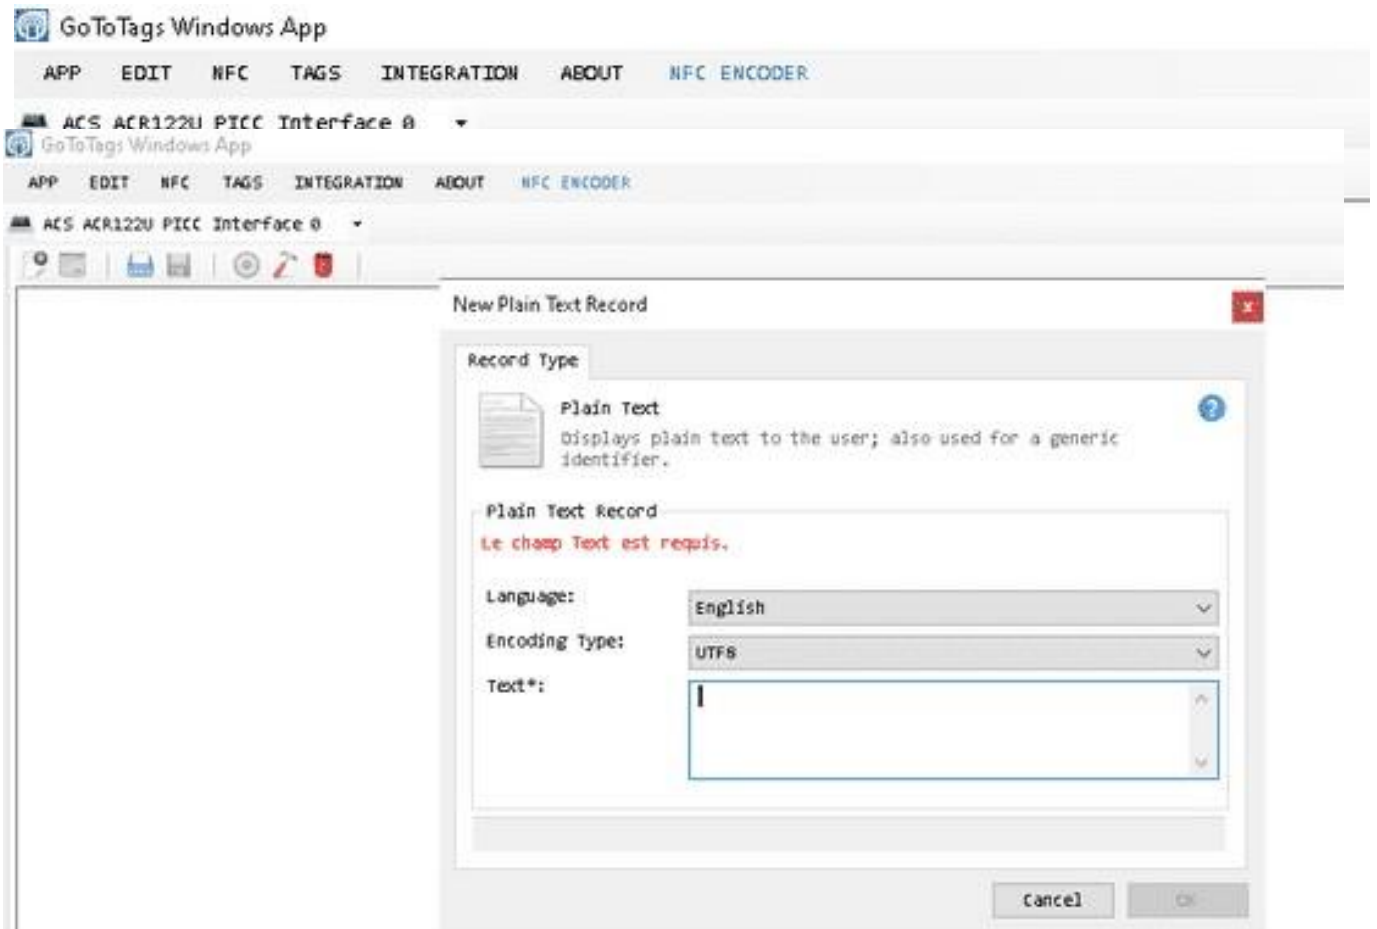 GoToTags Windows App
APP EDIT NFC TAGS INTEGRATION ABOUT NFC ENCODER
ACS ACR122U PICC Interface 0
GoToTags Windows App
APP EDIT NFC TAGS INTEGRATION ABOUT NFC ENCODER
ACS ACR122U PICC Interface 0
New Plain Text Record
Record Type
Plain Text
Displays plain text to the user; also used for a generic
identifier.
Plain Text Record
Le champ Text est requis.
Language:
English
Encoding Type:
UTF8
Text*:
Cancel OK